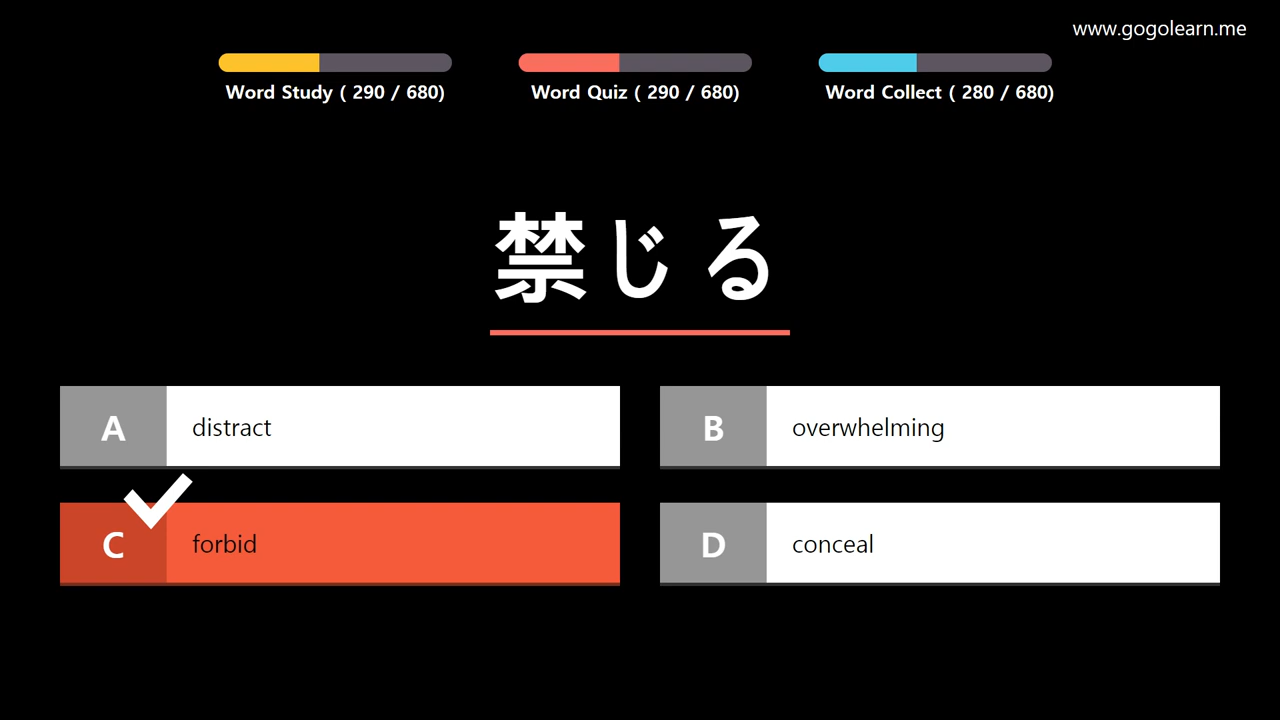 www.gogolearn.me
Word Study ( 290 / 680)
Word Quiz ( 290 / 680)
Word Collect ( 280 / 680)
禁じる
A distract
B overwhelming
C forbid
D conceal